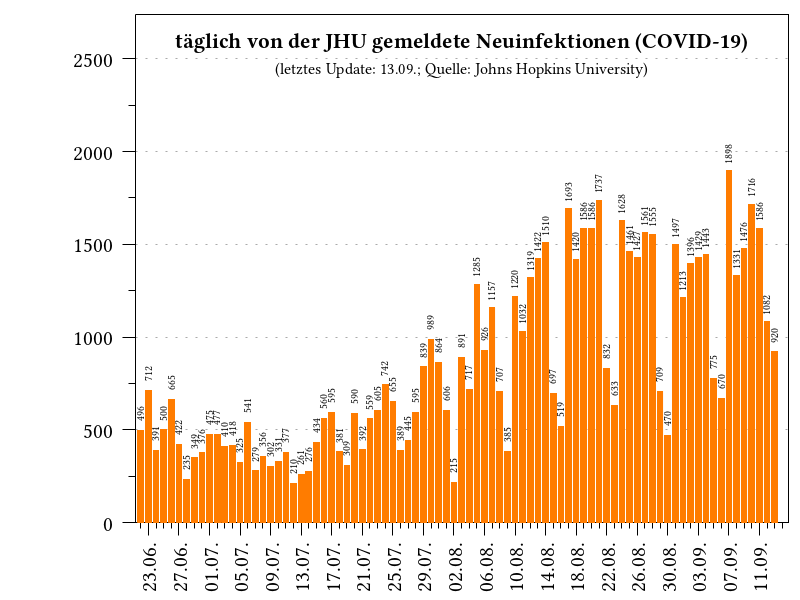 täglich von der JHU gemeldete Neuinfektionen (COVID-19)
(letztes Update: 13.09.; Quelle: Johns Hopkins University)
2500
2000
1500
1000
500
0
496 712 391 500 665 422 235 349 376 475 477 410 418 325 541 279 356 302 331 377 210 261 276 434 560 595 381 309 590 392 559 605 742 655 389 445 595 839 989 864 606 215 891 717 1285 926 1157 707 385 1220 1032 1319 1422 1510 697 519 1693 1420 1586 1586 1737 832 633 1628 1461 1427 1561 1555 709 470 1497 1213 1396 1429 1443 775 670 1898 1331 1476 1716 1586 1082 920
23.06. 27.06. 01.07. 05.07. 09.07. 13.07. 17.07. 21.07. 25.07. 29.07. 02.08. 06.08. 10.08. 14.08. 18.08. 22.08. 26.08. 30.08. 03.09. 07.09. 11.09.